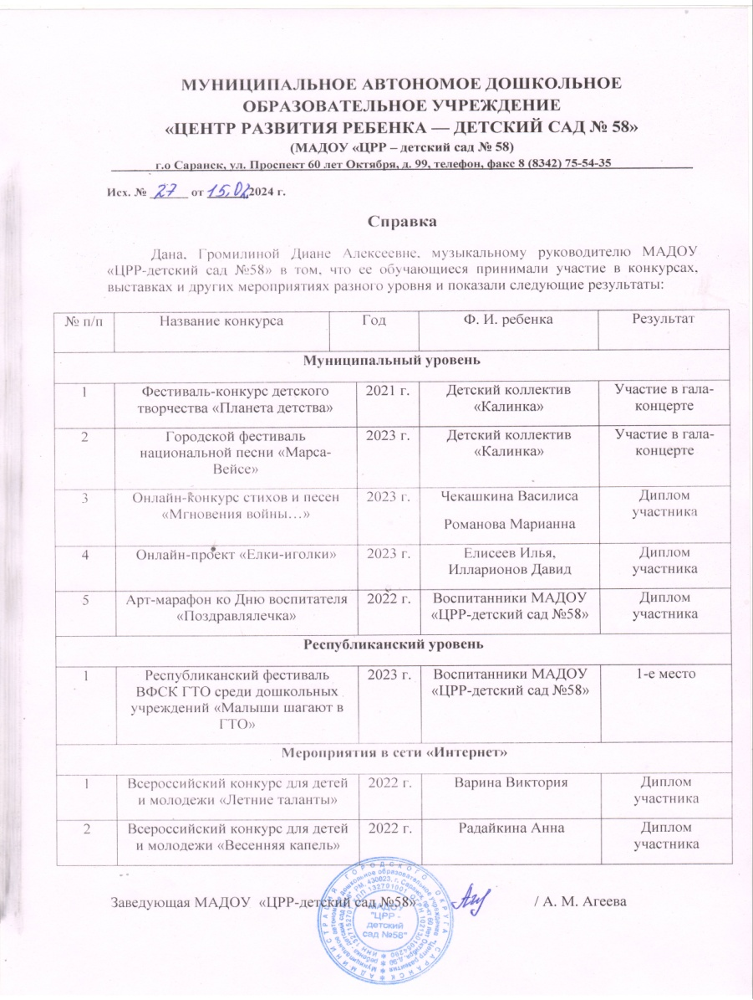 МУНИЦИПАЛЬНОЕ АВТОНОМОЕ ДОШКОЛЬНОЕ
ОБРАЗОВАТЕЛЬНОЕ УЧРЕЖДЕНИЕ
«ЦЕНТР РАЗВИТИЯ РЕБЕНКА — ДЕТСКИЙ САД № 58»
(МАДОУ «ЦРР – детский сад № 58)
г.о Саранск, ул. Проспект 60 лет Октября, д. 99, телефон, факс 8 (8342) 75-54-35
Исх. № 27 от 15.02 2024 г.
Справка
Дана, Громилиной Диане Алексеевне, музыкальному руководителю МАДОУ
«ЦРР-детский сад №58» в том, что ее обучающиеся принимали участие в конкурсах,
выставках и других мероприятиях разного уровня и показали следующие результаты:
№ п/п Название конкурса Год Ф. И. ребенка Результат
Муниципальный уровень
1 Фестиваль-конкурс детского 2021 г. Детский коллектив Участие в гала-
творчества «Планета детства» «Калинка» концерте
2 Городской фестиваль 2023 г. Детский коллектив Участие в гала-
национальной песни «Марса- «Калинка» концерте
Вейсе»
3 Онлайн-конкурс стихов и песен 2023 г. Чекашкина Василиса Диплом
«Мгновения войны…» участника
Романова Марианна
4 Онлайн-проект «Елки-иголки» 2023 г. Елисеев Илья, Диплом
Илларионов Давид участника
5 Арт-марафон ко Дню воспитателя 2022 г. Воспитанники МАДОУ Диплом
«Поздравлялечка» «ЦРР-детский сад №58» участника
Республиканский уровень
1 Республиканский фестиваль 2023 г. Воспитанники МАДОУ 1-е место
ВФСК ГТО среди дошкольных «ЦРР-детский сад №58»
учреждений «Малыши шагают в
ГТО»
Мероприятия в сети «Интернет»
1 Всероссийский конкурс для детей 2022 г. Варина Виктория Диплом
и молодежи «Летние таланты» участника
2 Всероссийский конкурс для детей 2022 г. Радайкина Анна Диплом
и молодежи «Весенняя капель» участника
Заведующая МАДОУ «ЦРР-детский сад №58» / А. М. Агеева
МАДОУ
"ЦРР -
детский
сад №58"